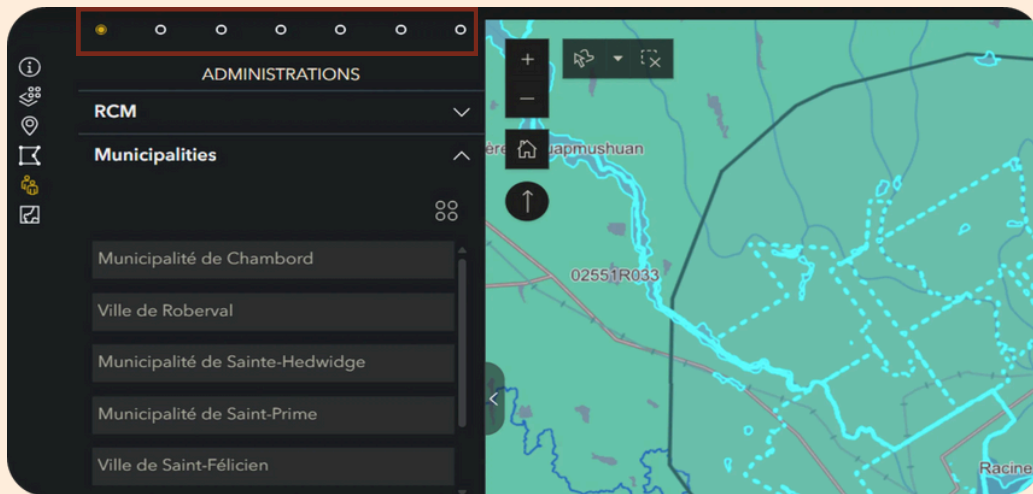 ADMINISTRATIONS
RCM
Municipalities
Municipalité de Chambord
Ville de Roberval
Municipalité de Sainte-Hedwidge
Municipalité de Saint-Prime
Ville de Saint-Félicien
uapmushuan
02551R033
Racine